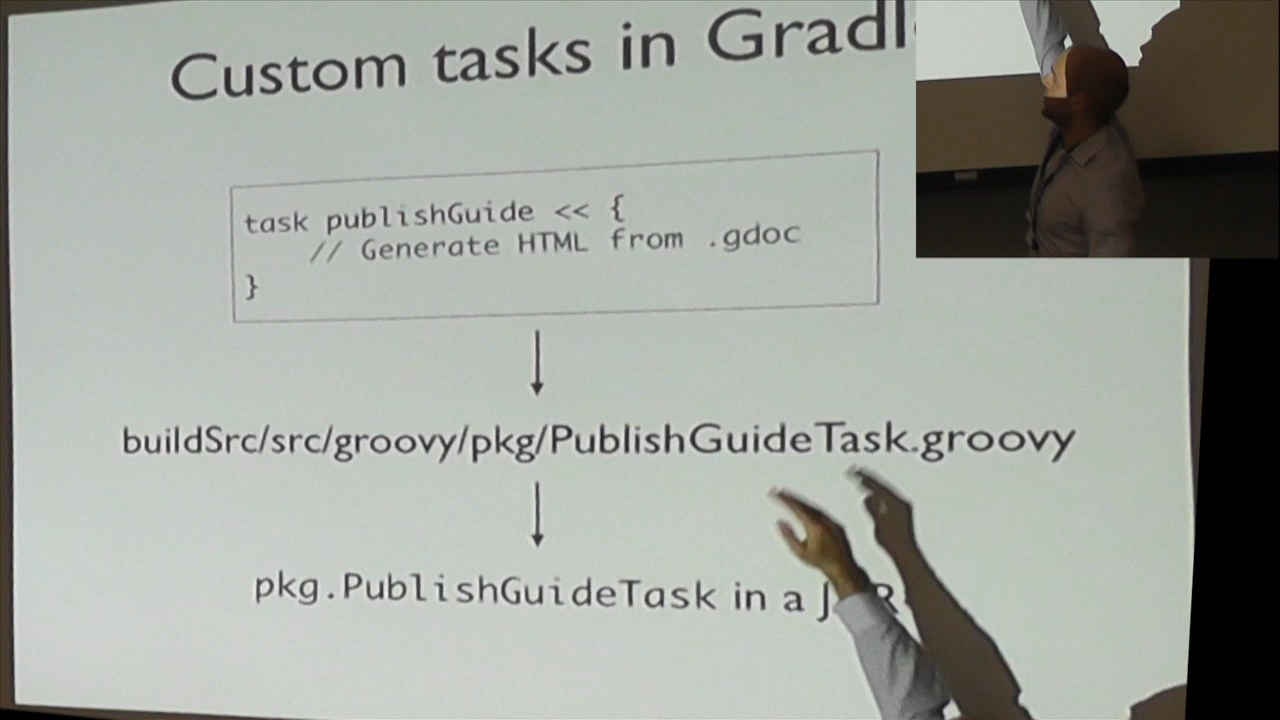 Custom tasks in Gradl
task publishGuide << {
// Generate HTML from .gdoc
}
buildSrc/src/groovy/pkg/PublishGuideTask.groovy
pkg.PublishGuideTask in a